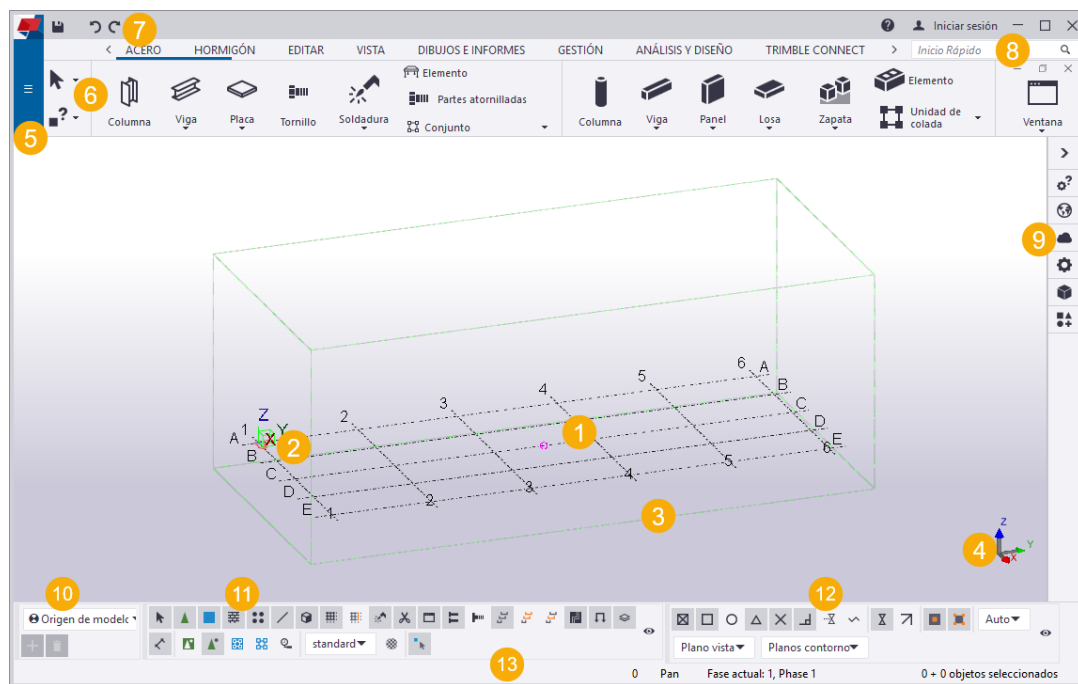 7
Iniciar sesión
ACERO HORMIGÓN EDITAR VISTA DIBUJOS E INFORMES GESTIÓN ANÁLISIS Y DISEÑO TRIMBLE CONNECT Inicio Rápido 8
6
5
Columna Viga Placa Tornillo Soldadura
Elemento
Partes atornilladas
Conjunto
Columna Viga Panel Losa Zapata
Elemento
Unidad de
colada
Ventana
9
6 A
5 B
4 C
3 D
2 E
1 6
Z
Y
X
A
B
C
D
E
1 2 3 4 5
1
2
3
4
Z
Y
X
10
Origen de modelo
11
standard
12
Auto
Plano vista Planos contorno
13
0 Pan Fase actual: 1, Phase 1 0 + 0 objetos seleccionados